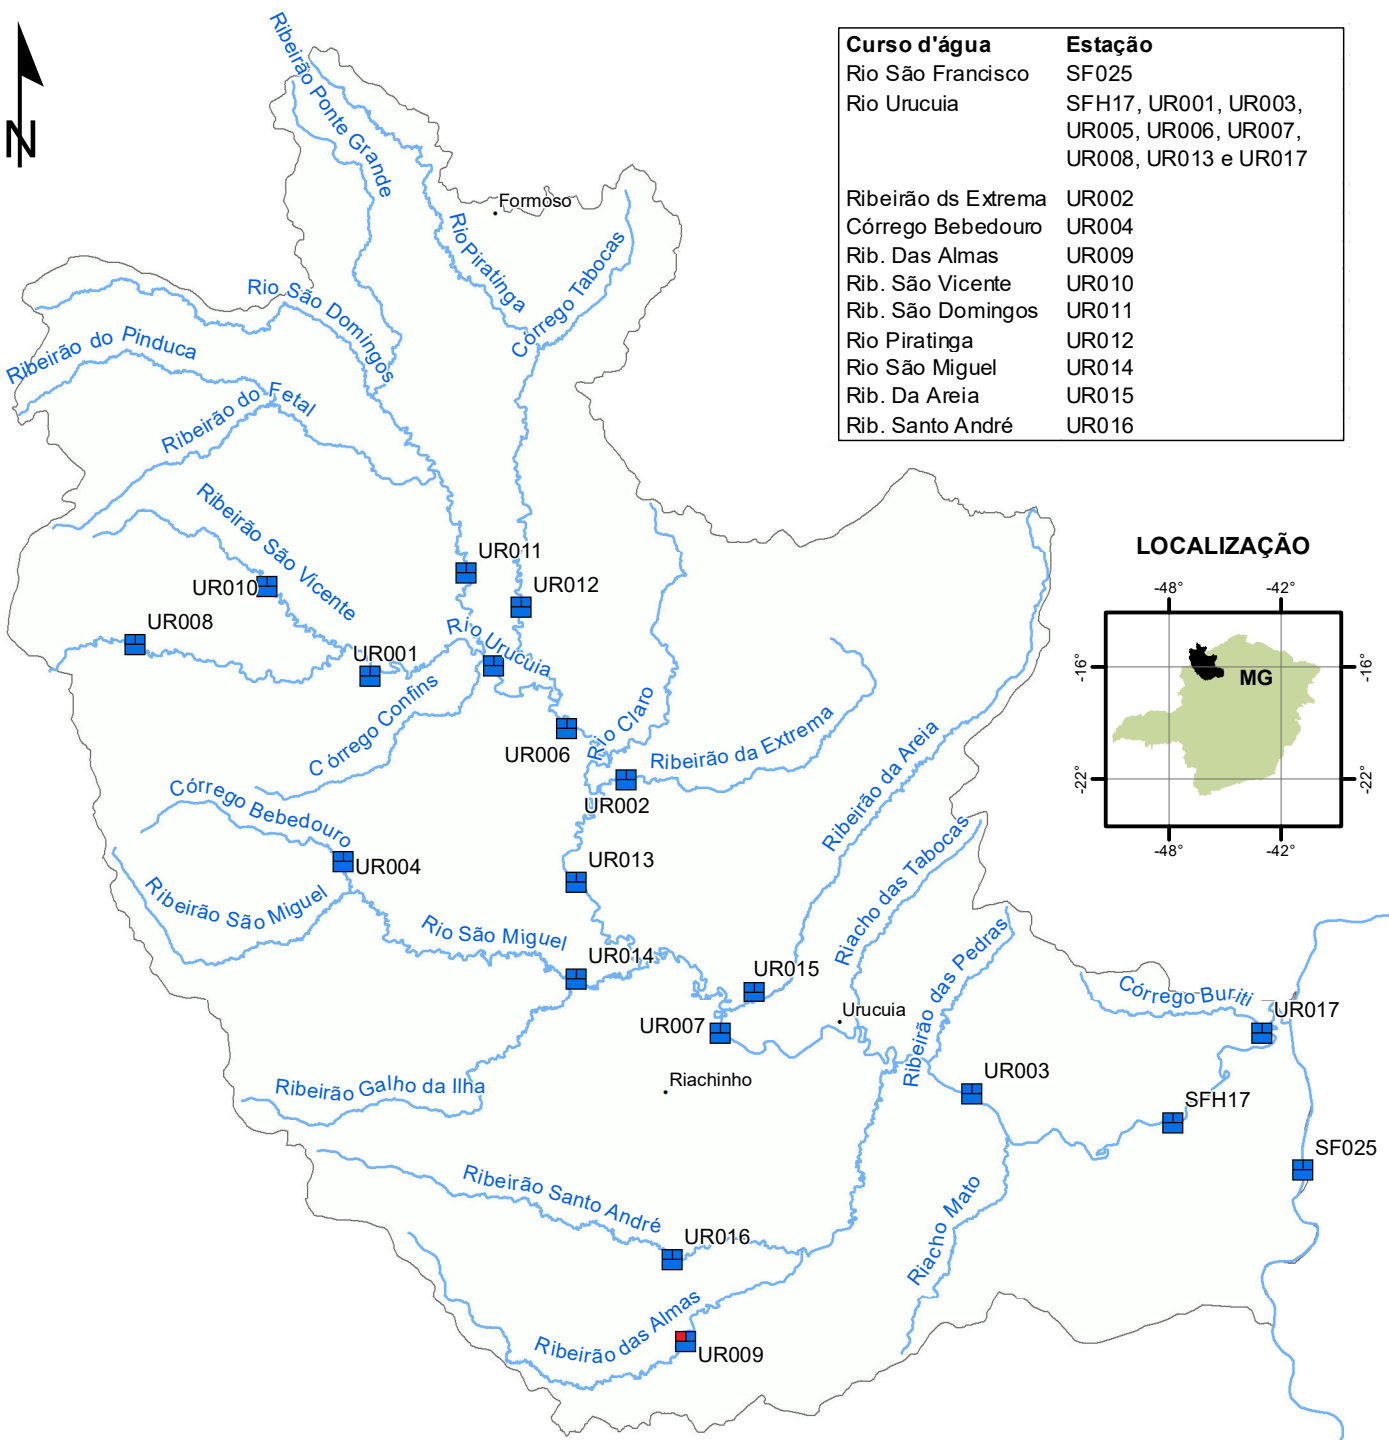 N
Curso d'água Estação
Rio São Francisco SF025
Rio Urucuia SFH17, UR001, UR003,
UR005, UR006, UR007,
UR008, UR013 e UR017
Ribeirão ds Extrema UR002
Córrego Bebedouro UR004
Rib. Das Almas UR009
Rib. São Vicente UR010
Rib. São Domingos UR011
Rio Piratinga UR012
Rio São Miguel UR014
Rib. Da Areia UR015
Rib. Santo André UR016
Ribeirão Ponte Grande
Formoso
Rio Piratinga
Córrego Tabocas
Rio São Domingos
Ribeirão do Pinduca
Ribeirão do Fetal
Ribeirão São Vicente
UR011
UR010
UR012
UR008
UR001
Rio Urucuia
Córrego Confins
UR006
Rio Claro
Ribeirão da Extrema
UR002
Ribeirão da Areia
Córrego Bebedouro
UR004
UR013
Riacho das Tabocas
Ribeirão São Miguel
Rio São Miguel
UR014
UR015
Ribeirão das Pedras
Urucuia
UR007
Córrego Buriti
UR017
UR003
Riachinho
Ribeirão Galho da Ilha
SFH17
SF025
Ribeirão Santo André
UR016
Riacho Mato
Ribeirão das Almas
UR009
LOCALIZAÇÃO
-48° -42°
-16° -16°
MG
-22° -22°
-48° -42°